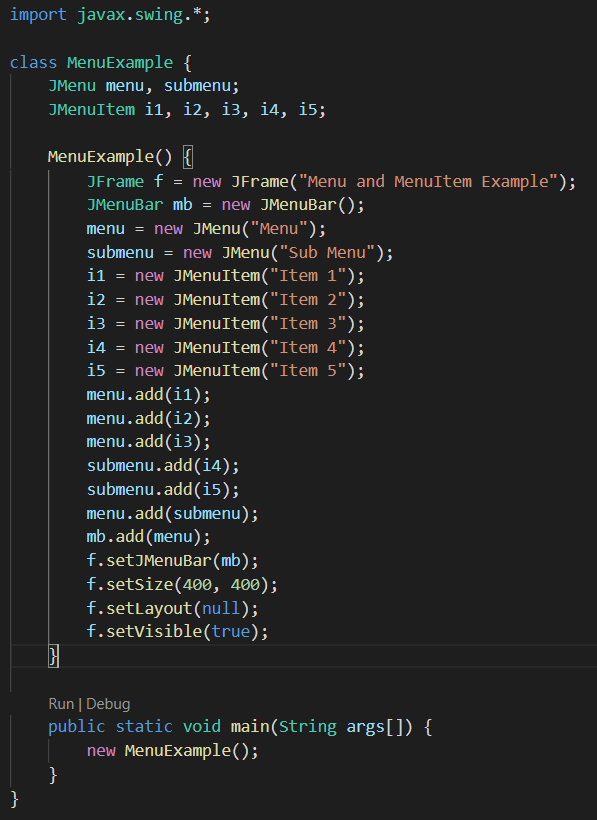 import javax.swing.*;
class MenuExample {
JMenu menu, submenu;
JMenuItem i1, i2, i3, i4, i5;
MenuExample() {
JFrame f = new JFrame("Menu and MenuItem Example");
JMenuBar mb = new JMenuBar();
menu = new JMenu("Menu");
submenu = new JMenu("Sub Menu");
i1 = new JMenuItem("Item 1");
i2 = new JMenuItem("Item 2");
i3 = new JMenuItem("Item 3");
i4 = new JMenuItem("Item 4");
i5 = new JMenuItem("Item 5");
menu.add(i1);
menu.add(i2);
menu.add(i3);
submenu.add(i4);
submenu.add(i5);
menu.add(submenu);
mb.add(menu);
f.setJMenuBar(mb);
f.setSize(400, 400);
f.setLayout(null);
f.setVisible(true);
}
Run | Debug
public static void main(String args[]) {
new MenuExample();
}
}